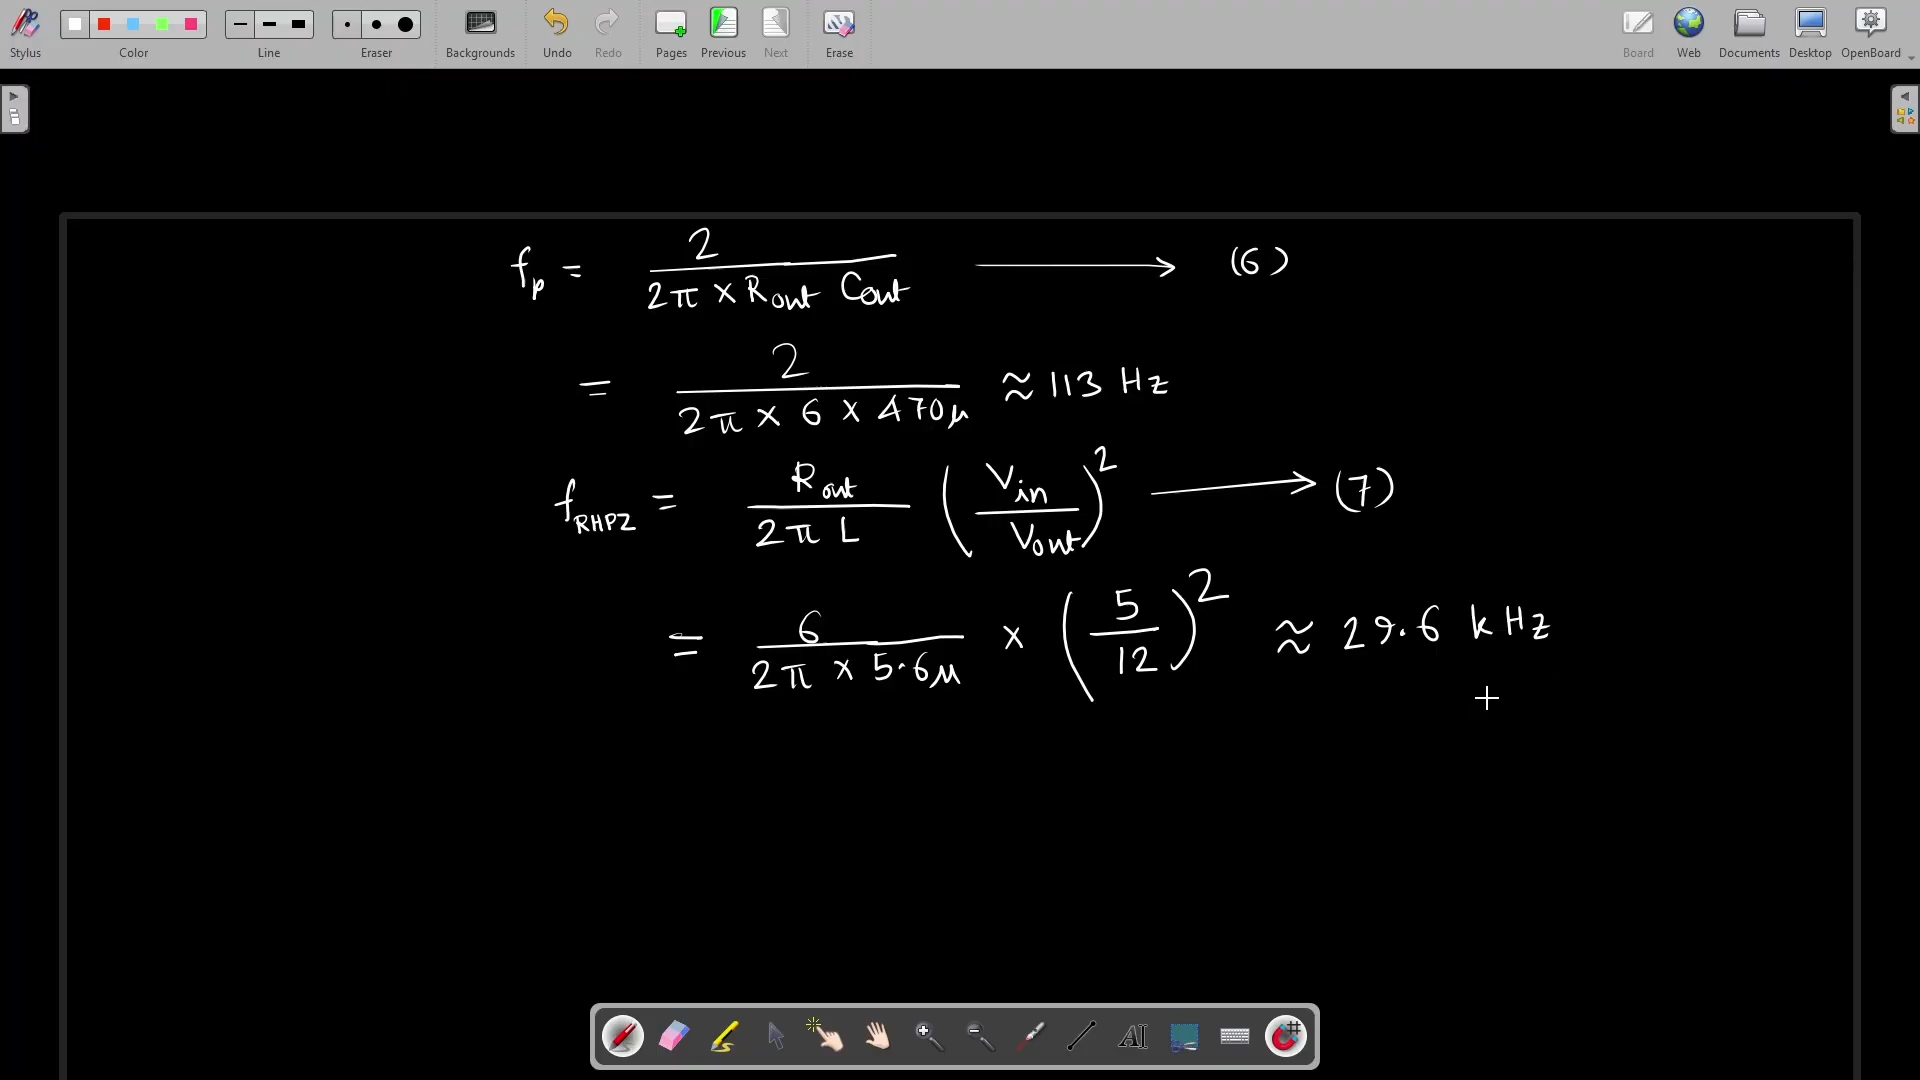 Stylus Color Line Eraser Backgrounds Undo Redo Pages Previous Next Erase Board Web Documents Desktop OpenBoard
fp = 2 / (2π × Rout Cout) → (6)
= 2 / (2π × 6 × 470μ) ≈ 113 Hz
fRHPZ = Rout / (2π L) (Vin / Vout)² → (7)
= 6 / (2π × 5.6μ) × (5 / 12)² ≈ 29.6 kHz
AI